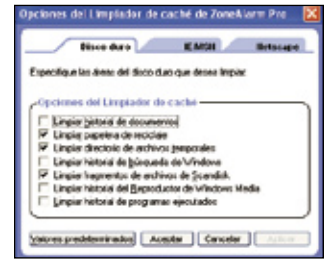 Opciones del Limpiador de caché de ZoneAlarm Pro
Disco duro IE/MSN Netscape
Especifique las áreas del disco duro que desea limpiar.
Opciones del Limpiador de caché
Limpiar historial de documentos
Limpiar papelera de reciclaje
Limpiar directorio de archivos temporales
Limpiar historial de búsqueda de Windows
Limpiar fragmentos de archivos de Scandisk
Limpiar historial del Reproductor de Windows Media
Limpiar historial de programas ejecutados
Valores predeterminados Aceptar Cancelar Aplicar